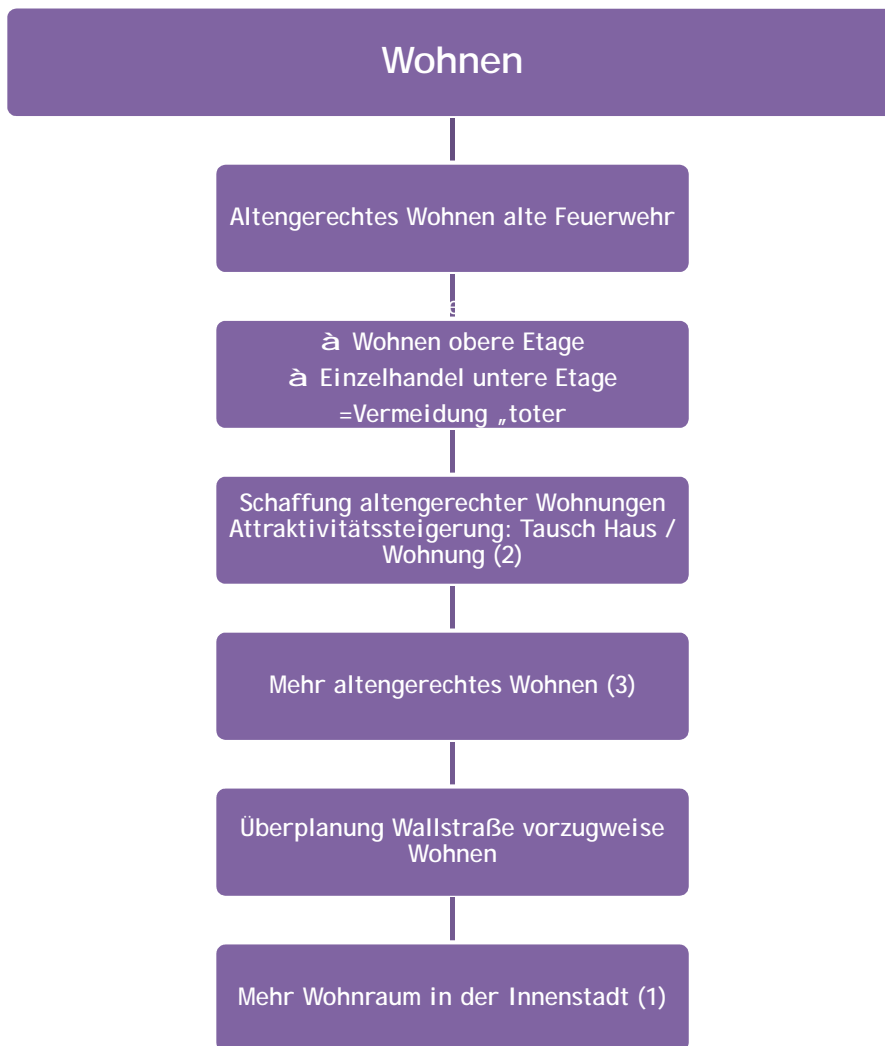 Wohnen
Altengerechtes Wohnen alte Feuerwehr
à Wohnen obere Etage
à Einzelhandel untere Etage
=Vermeidung „toter
Schaffung altengerechter Wohnungen
Attraktivitätssteigerung: Tausch Haus /
Wohnung (2)
Mehr altengerechtes Wohnen (3)
Überplanung Wallstraße vorzugweise
Wohnen
Mehr Wohnraum in der Innenstadt (1)